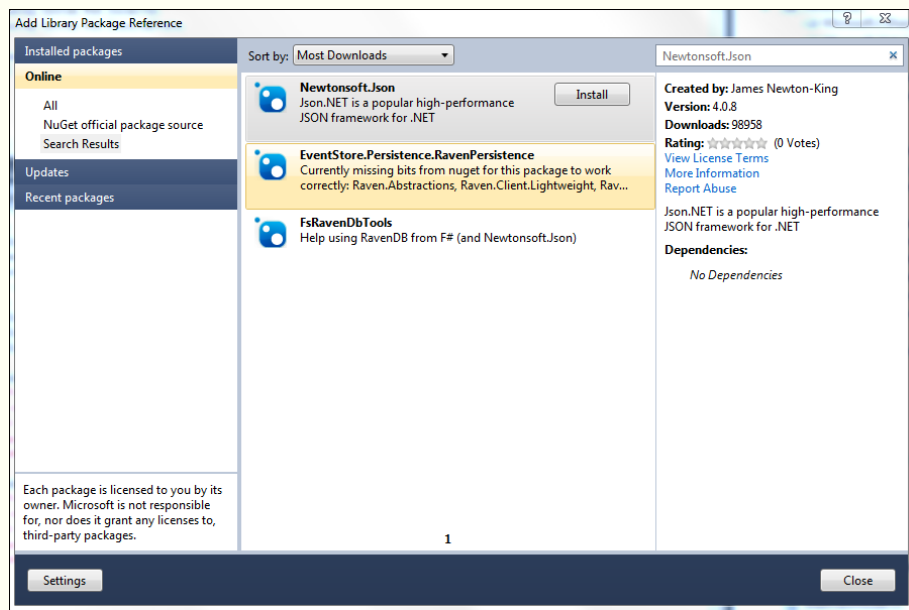 Add Library Package Reference
?
Installed packages
Online
All
NuGet official package source
Search Results
Updates
Recent packages
Each package is licensed to you by its
owner. Microsoft is not responsible
for, nor does it grant any licenses to,
third-party packages.
Sort by: Most Downloads
Newtonsoft.Json
Json.NET is a popular high-performance
JSON framework for .NET
Install
EventStore.Persistence.RavenPersistence
Currently missing bits from nuget for this package to work
correctly: Raven.Abstractions, Raven.Client.Lightweight, Rav...
FsRavenDbTools
Help using RavenDB from F# (and Newtonsoft.Json)
1
Newtonsoft.Json
Created by: James Newton-King
Version: 4.0.8
Downloads: 98958
Rating: (0 Votes)
View License Terms
More Information
Report Abuse
Json.NET is a popular high-performance
JSON framework for .NET
Dependencies:
No Dependencies
Settings
Close